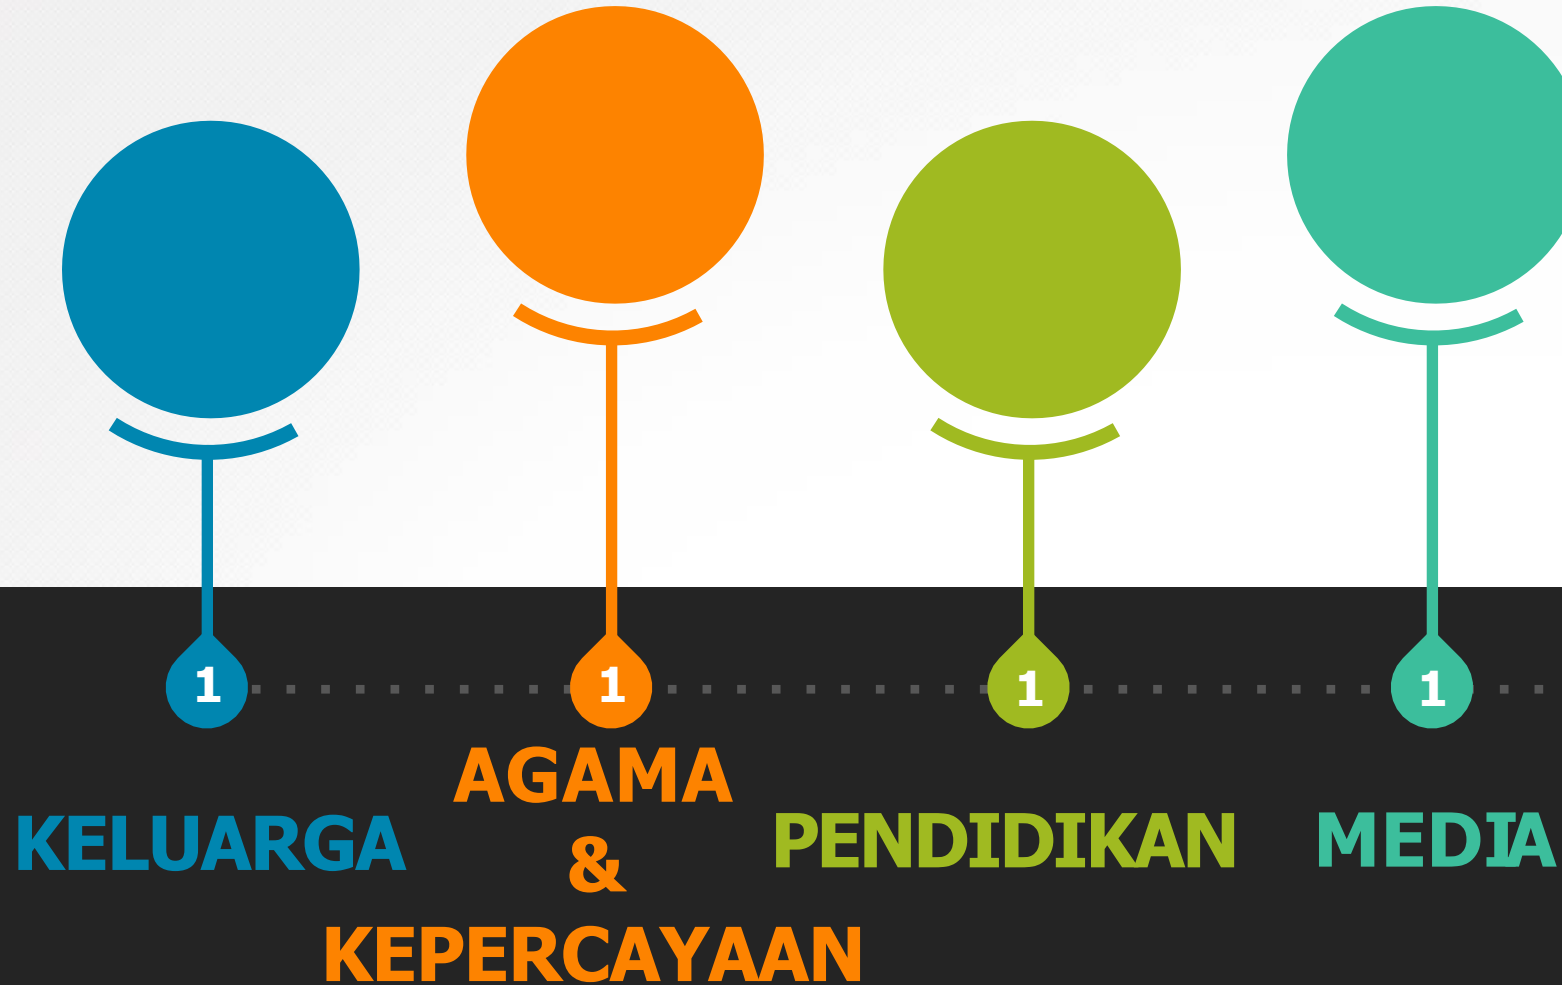 1
1
1
1
KELUARGA
AGAMA
&
KEPERCAYAAN
PENDIDIKAN
MEDIA